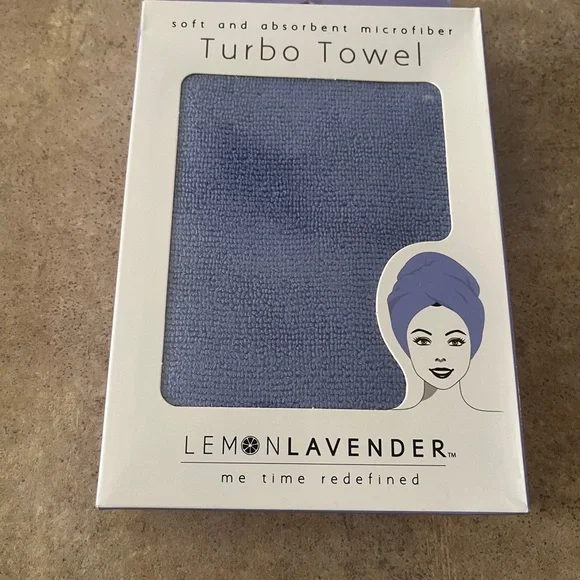 soft and absorbent microfiber
Turbo Towel
LEMONLAVENDER™
me time redefined